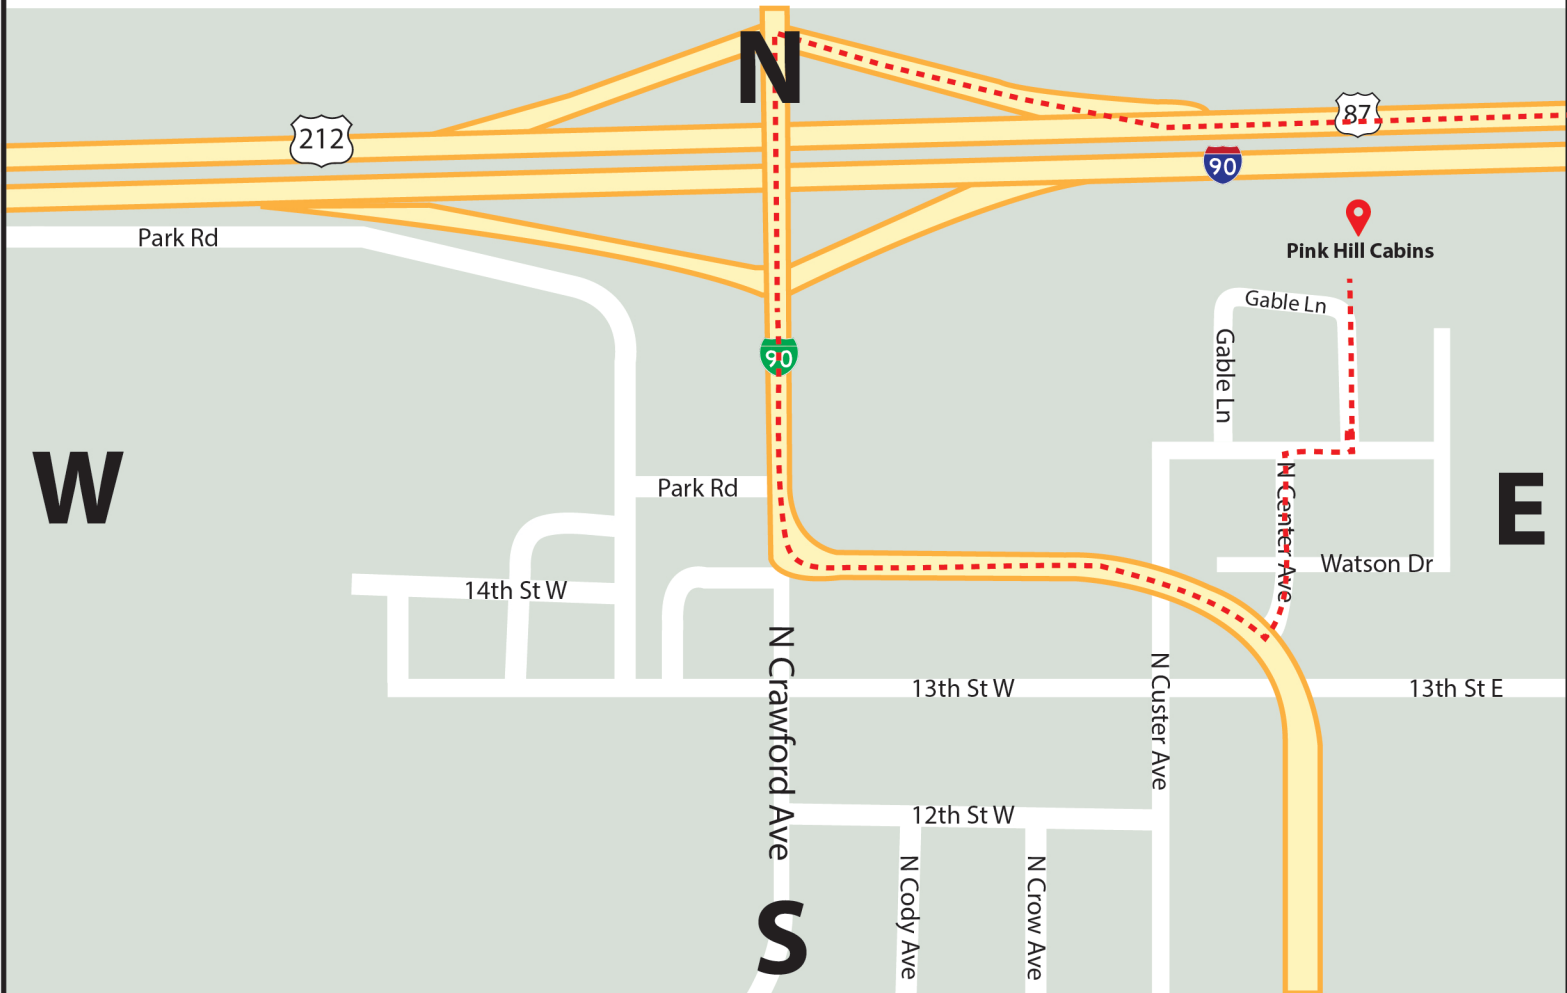 N
87
212
90
Pink Hill Cabins
Park Rd
Gable Ln
Gable Ln
90
W
E
Park Rd
N Center Ave
Watson Dr
14th St W
N Crawford Ave
N Custer Ave
13th St W
13th St E
12th St W
N Cody Ave
N Crow Ave
S